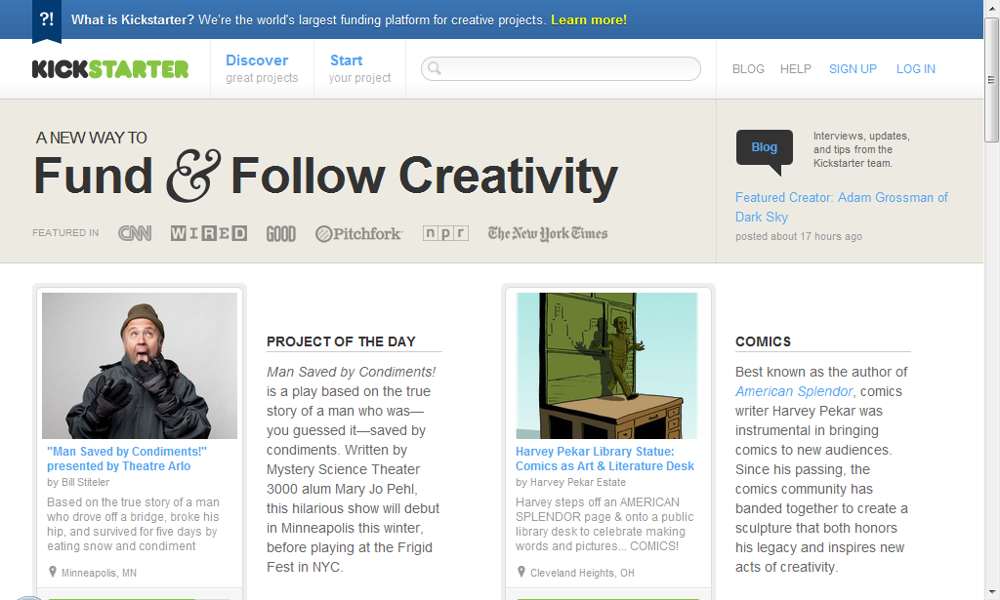 ?! What is Kickstarter? We're the world's largest funding platform for creative projects. Learn more!
KICKSTARTER
Discover
great projects
Start
your project
BLOG HELP SIGN UP LOG IN
A NEW WAY TO
Fund & Follow Creativity
FEATURED IN CNN WIRED GOOD Pitchfork npr The New York Times
Blog
Interviews, updates,
and tips from the
Kickstarter team.
Featured Creator: Adam Grossman of
Dark Sky
posted about 17 hours ago
"Man Saved by Condiments!"
presented by Theatre Arlo
by Bill Stiteler
Based on the true story of a man
who drove off a bridge, broke his
hip, and survived for five days by
eating snow and condiment
Minneapolis, MN
PROJECT OF THE DAY
Man Saved by Condiments!
is a play based on the true
story of a man who was—
you guessed it—saved by
condiments. Written by
Mystery Science Theater
3000 alum Mary Jo Pehl,
this hilarious show will debut
in Minneapolis this winter,
before playing at the Frigid
Fest in NYC.
Harvey Pekar Library Statue:
Comics as Art & Literature Desk
by Harvey Pekar Estate
Harvey steps off an AMERICAN
SPLENDOR page & onto a public
library desk to celebrate making
words and pictures... COMICS!
Cleveland Heights, OH
COMICS
Best known as the author of
American Splendor, comics
writer Harvey Pekar was
instrumental in bringing
comics to new audiences.
Since his passing, the
comics community has
banded together to create a
sculpture that both honors
his legacy and inspires new
acts of creativity.